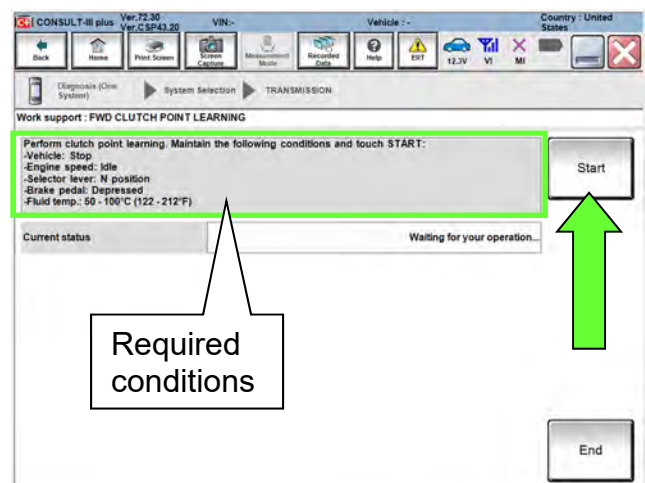 CONSULT-III plus Ver.72.30 Ver.CSP43.20 VIN:- Vehicle : - Country : United States
Back Home Print Screen Screen Capture Measurement Mode Recorded Data Help ERT 12.3V VI MI
Diagnosis (One System) System Selection TRANSMISSION
Work support : FWD CLUTCH POINT LEARNING
Perform clutch point learning. Maintain the following conditions and touch START:
-Vehicle: Stop
-Engine speed: Idle
-Selector lever: N position
-Brake pedal: Depressed
-Fluid temp.: 50 - 100°C (122 - 212°F)
Start
Current status Waiting for your operation...
Required
conditions
End